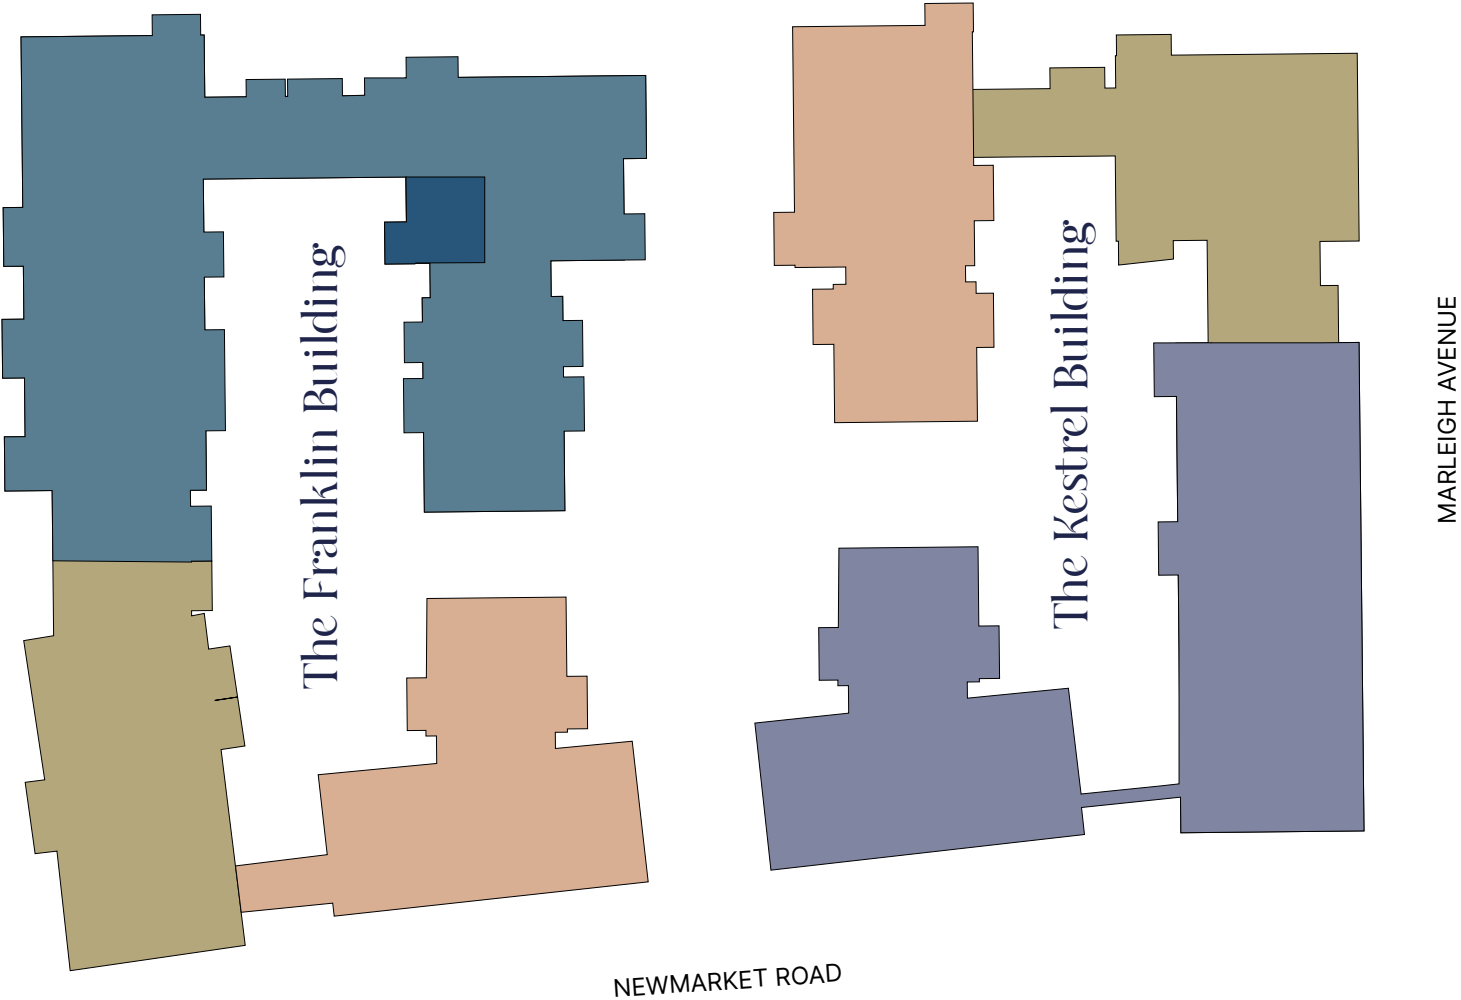 The Franklin Building
The Kestrel Building
MARLEIGH AVENUE
NEWMARKET ROAD